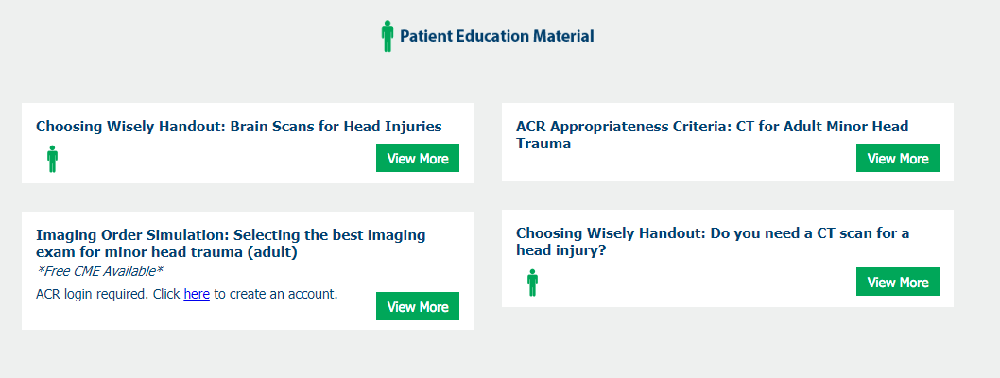 Patient Education Material
Choosing Wisely Handout: Brain Scans for Head Injuries
View More
ACR Appropriateness Criteria: CT for Adult Minor Head
Trauma
View More
Imaging Order Simulation: Selecting the best imaging
exam for minor head trauma (adult)
*Free CME Available*
ACR login required. Click here to create an account.
View More
Choosing Wisely Handout: Do you need a CT scan for a
head injury?
View More